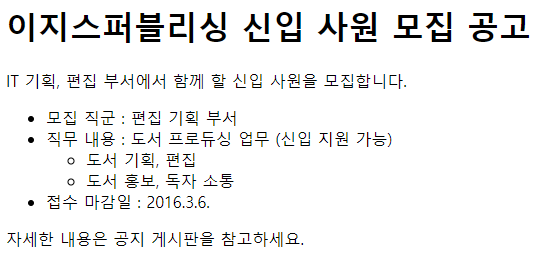 이지스퍼블리싱 신입 사원 모집 공고
IT 기획, 편집 부서에서 함께 할 신입 사원을 모집합니다.
• 모집 직군 : 편집 기획 부서
• 직무 내용 : 도서 프로듀싱 업무 (신입 지원 가능)
○ 도서 기획, 편집
○ 도서 홍보, 독자 소통
• 접수 마감일 : 2016.3.6.
자세한 내용은 공지 게시판을 참고하세요.